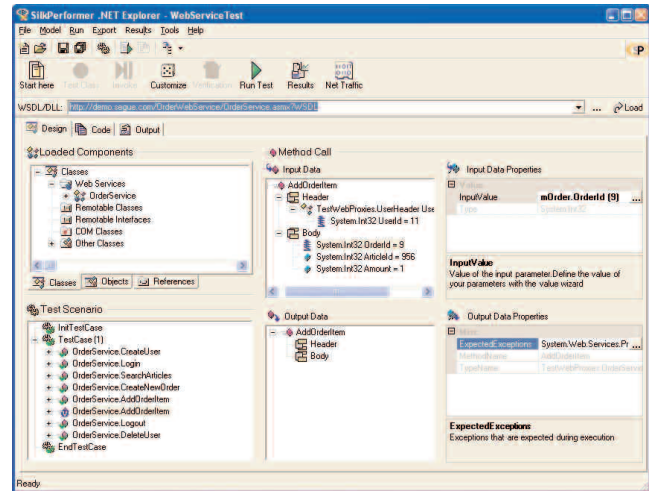 SilkPerformer .NET Explorer - WebServiceTest
File Model Run Export Results Tools Help
Start here Test Class Invoke Customize Verification Run Test Results Net Traffic
WSDL/DLL: http://demo.segue.com/OrderWebService/OrderService.asmx?WSDL ... Load
Design Code Output
Loaded Components
Classes
Web Services
OrderService
Remotable Classes
Remotable Interfaces
COM Classes
Other Classes
Classes Objects References
Test Scenario
InitTestCase
TestCase (1)
OrderService.CreateUser
OrderService.Login
OrderService.SearchArticles
OrderService.CreateNewOrder
OrderService.AddOrderItem
OrderService.AddOrderItem
OrderService.Logout
OrderService.DeleteUser
EndTestCase
Method Call
Input Data
AddOrderItem
Header
TestWebProxies.UserHeader Use
System.Int32 UserId = 11
Body
System.Int32 OrderId = 9
System.Int32 ArticleId = 956
System.Int32 Amount = 1
Output Data
AddOrderItem
Header
Body
Input Data Properties
Value
InputValue mOrder.OrderId (9) ...
Type System.Int32
InputValue
Value of the input parameter.Define the value of
your parameters with the value wizard
Output Data Properties
ExpectedExceptions System.Web.Services.Pr ...
MethodName AddOrderItem
TypeName TestWebProxies.OrderService
ExpectedExceptions
Exceptions that are expected during execution
Ready